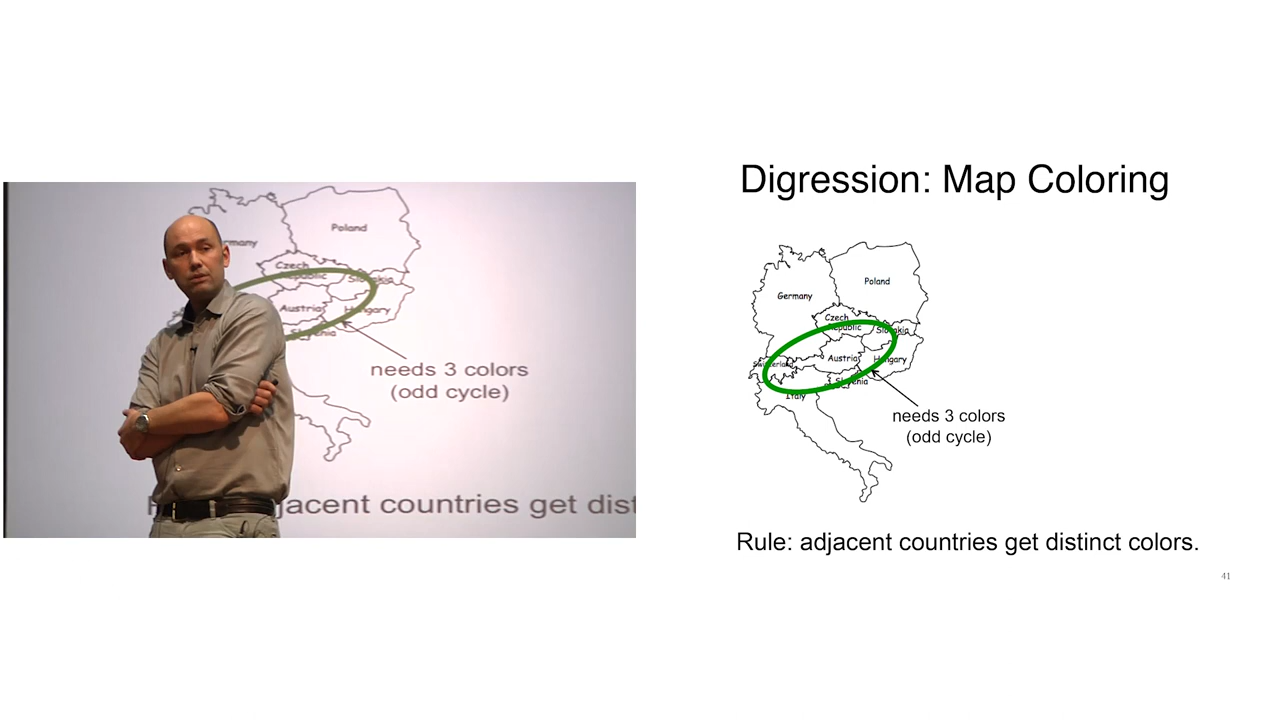 rmany
Poland
Czech
Republic
Slovakia
Austria
Hungary
Slovenia
needs 3 colors
(odd cycle)
jacent countries get dist
Digression: Map Coloring
Germany
Poland
Czech
Republic
Slovakia
Switzerland
Austria
Hungary
Slovenia
Italy
needs 3 colors
(odd cycle)
Rule: adjacent countries get distinct colors.
41